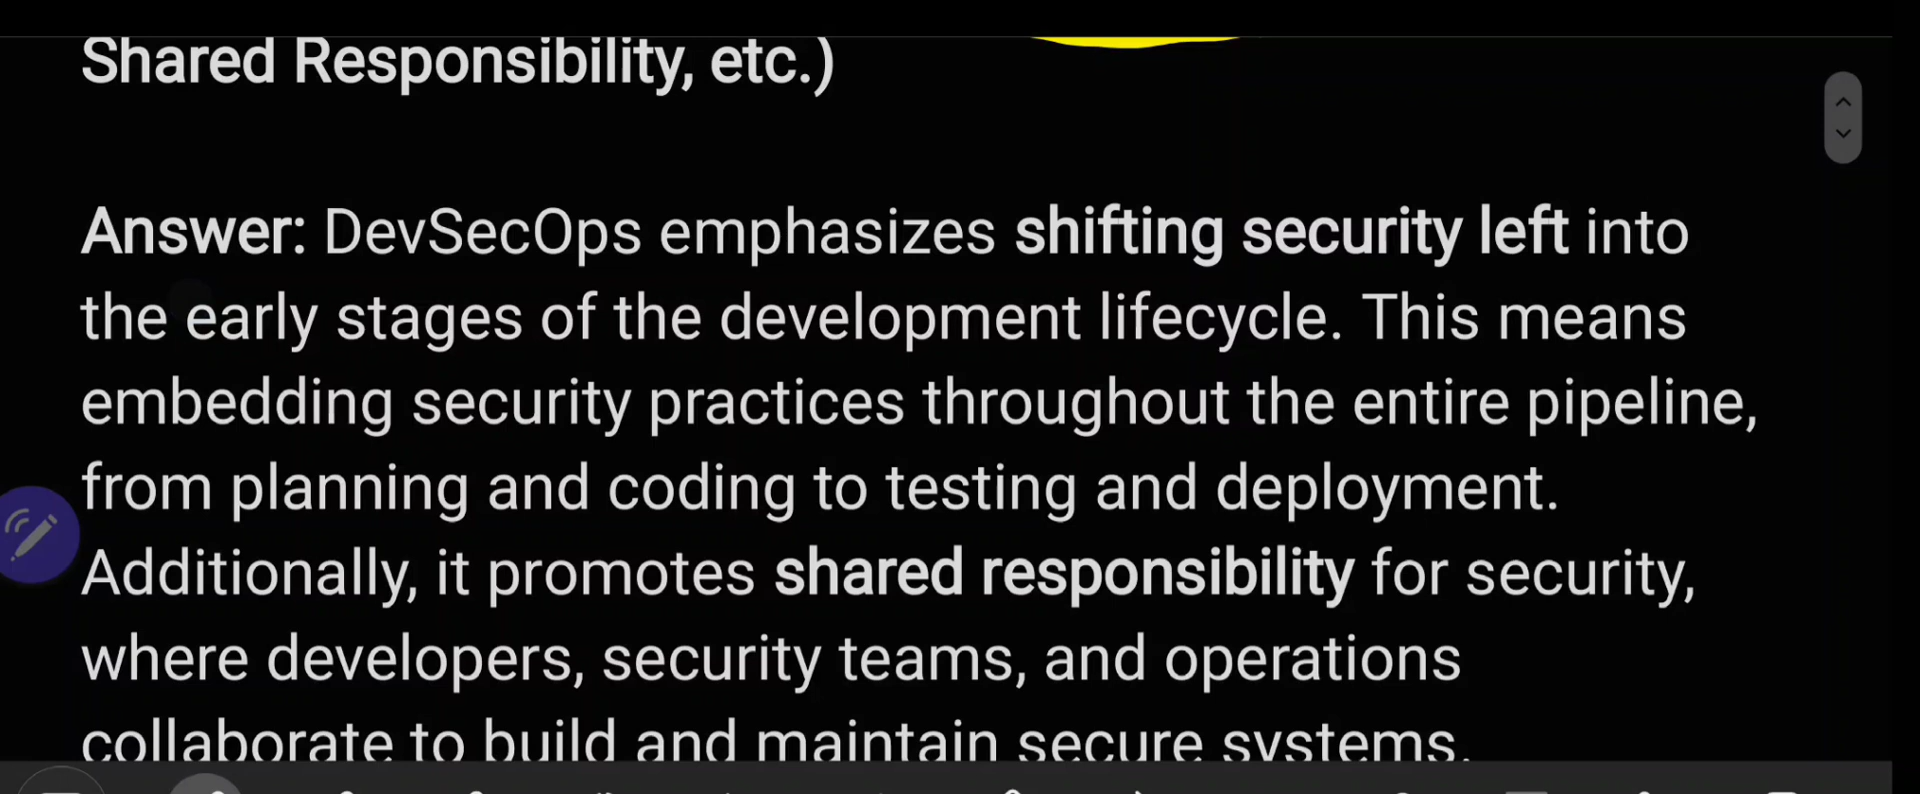 Shared Responsibility, etc.)
Answer: DevSecOps emphasizes shifting security left into
the early stages of the development lifecycle. This means
embedding security practices throughout the entire pipeline,
from planning and coding to testing and deployment.
Additionally, it promotes shared responsibility for security,
where developers, security teams, and operations
collaborate to build and maintain secure systems.